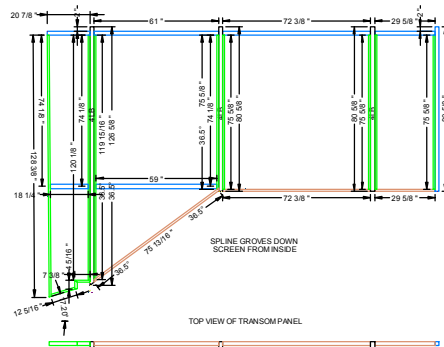 20 7/8"
61 "
72 3/8 "
29 5/8 "
2"
2"
74 1/8 "
128 3/8"
120 1/8 "
74 1/8 "
4LB
119 15/16 "
126 5/8"
75 5/8 "
74 1/8 "
36.5°
80 5/8 "
80 5/8 "
75 5/8 "
75 5/8 "
75 5/8 "
59 "
18 1/4 "
36.5°
36.5°
72 3/8 "
29 5/8 "
36.5°
75 13/16 "
36.5°
7 3/8"
12 5/16"
SPLINE GROVES DOWN
SCREEN FROM INSIDE
TOP VIEW OF TRANSOM PANEL